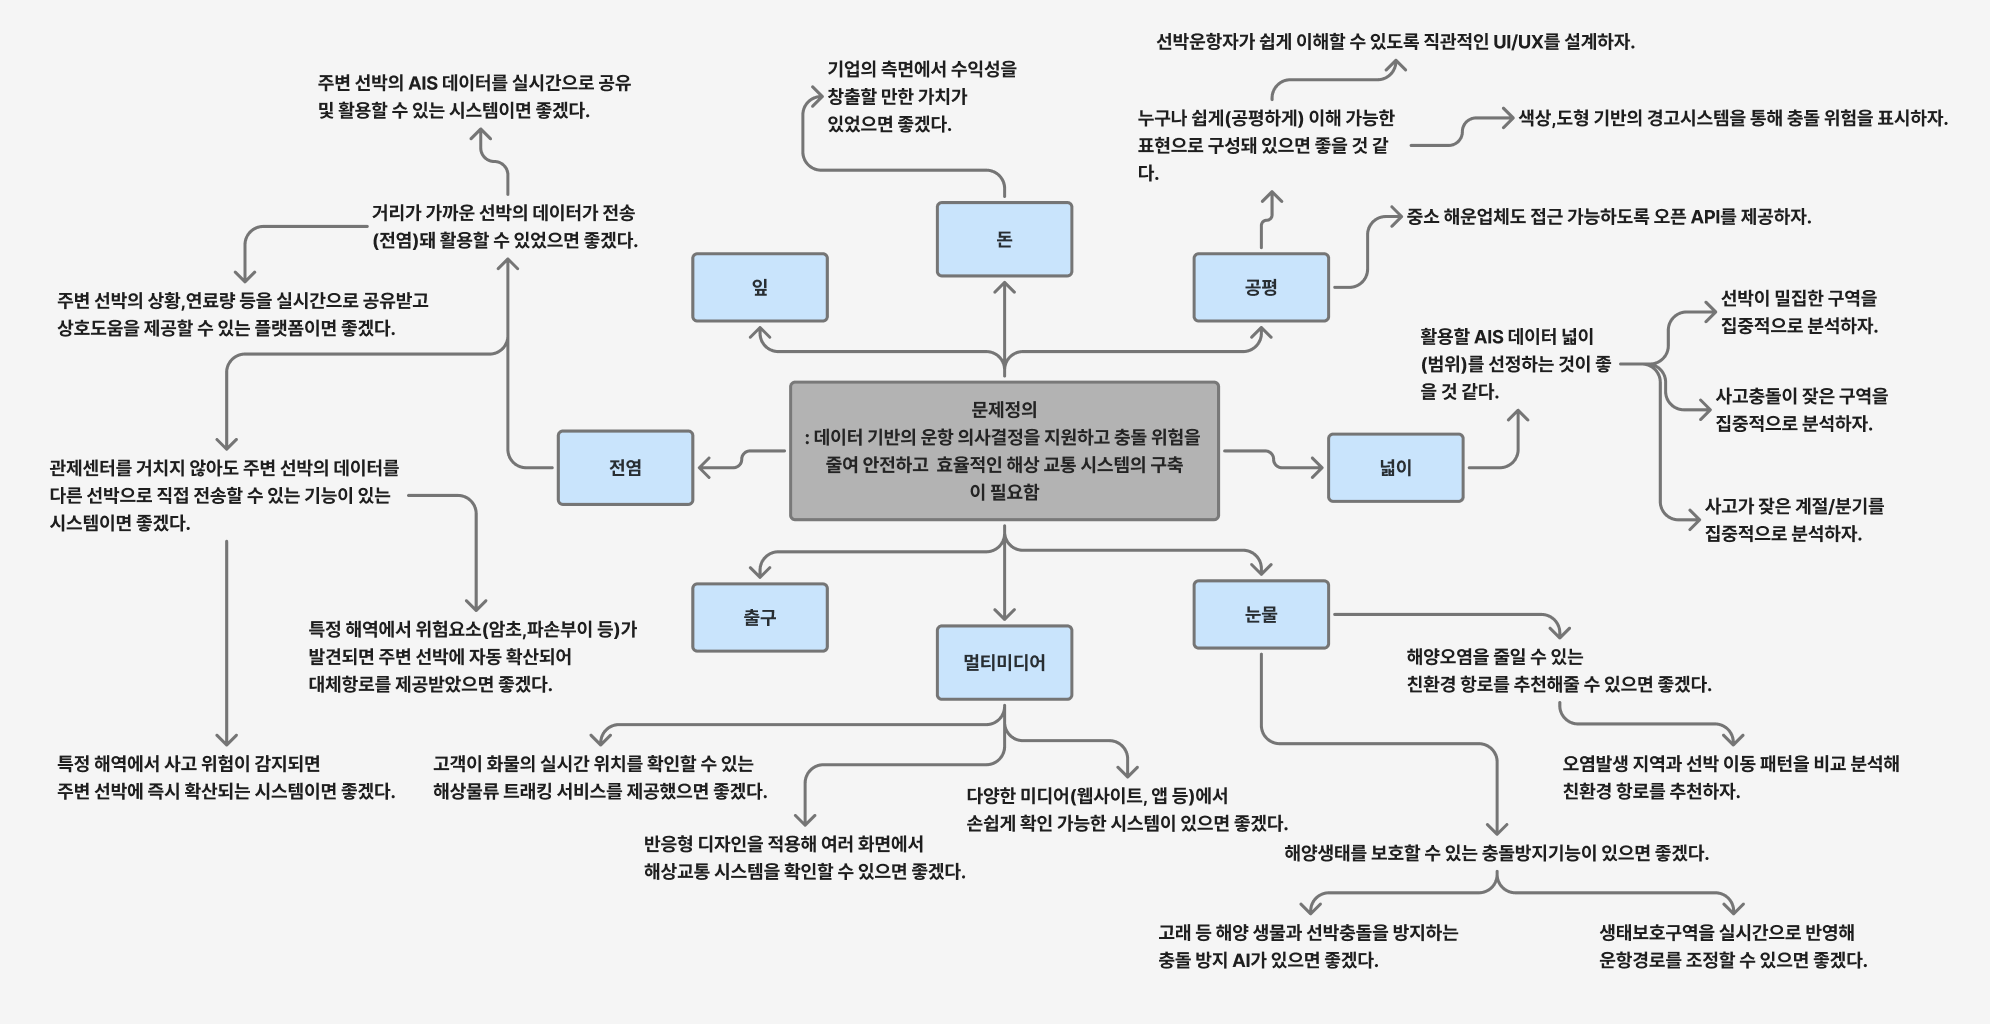 선박운항자가 쉽게 이해할 수 있도록 직관적인 UI/UX를 설계하자.
기업의 측면에서 수익성을
창출할 만한 가치가
있었으면 좋겠다.
주변 선박의 AIS 데이터를 실시간으로 공유
및 활용할 수 있는 시스템이면 좋겠다.
누구나 쉽게(공평하게) 이해 가능한
표현으로 구성돼 있으면 좋을 것 같
다.
색상,도형 기반의 경고시스템을 통해 충돌 위험을 표시하자.
거리가 가까운 선박의 데이터가 전송
(전염)돼 활용할 수 있었으면 좋겠다.
돈
중소 해운업체도 접근 가능하도록 오픈 API를 제공하자.
잎
공평
주변 선박의 상황,연료량 등을 실시간으로 공유받고
상호도움을 제공할 수 있는 플랫폼이면 좋겠다.
선박이 밀집한 구역을
집중적으로 분석하자.
활용할 AIS 데이터 넓이
(범위)를 선정하는 것이 좋
을 것 같다.
사고충돌이 잦은 구역을
집중적으로 분석하자.
문제정의
: 데이터 기반의 운항 의사결정을 지원하고 충돌 위험을
줄여 안전하고 효율적인 해상 교통 시스템의 구축
이 필요함
전염
넓이
관제센터를 거치지 않아도 주변 선박의 데이터를
다른 선박으로 직접 전송할 수 있는 기능이 있는
시스템이면 좋겠다.
사고가 잦은 계절/분기를
집중적으로 분석하자.
출구
멀티미디어
눈물
특정 해역에서 위험요소(암초,파손부이 등)가
발견되면 주변 선박에 자동 확산되어
대체항로를 제공받았으면 좋겠다.
해양오염을 줄일 수 있는
친환경 항로를 추천해줄 수 있으면 좋겠다.
특정 해역에서 사고 위험이 감지되면
주변 선박에 즉시 확산되는 시스템이면 좋겠다.
고객이 화물의 실시간 위치를 확인할 수 있는
해상물류 트래킹 서비스를 제공했으면 좋겠다.
다양한 미디어(웹사이트, 앱 등)에서
손쉽게 확인 가능한 시스템이 있으면 좋겠다.
오염발생 지역과 선박 이동 패턴을 비교 분석해
친환경 항로를 추천하자.
반응형 디자인을 적용해 여러 화면에서
해상교통 시스템을 확인할 수 있으면 좋겠다.
해양생태를 보호할 수 있는 충돌방지기능이 있으면 좋겠다.
고래 등 해양 생물과 선박충돌을 방지하는
충돌 방지 AI가 있으면 좋겠다.
생태보호구역을 실시간으로 반영해
운항경로를 조정할 수 있으면 좋겠다.